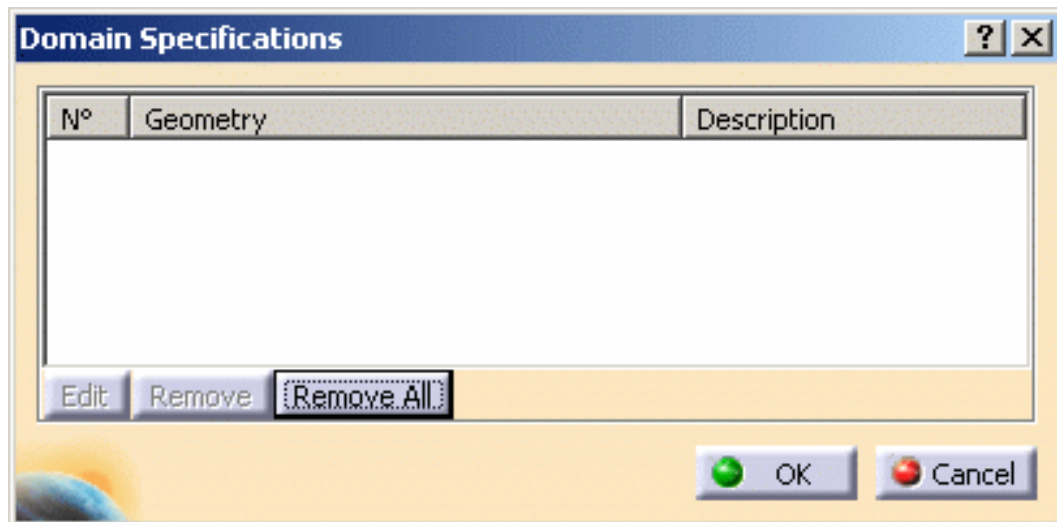 Domain Specifications ? X
N° Geometry Description
Edit Remove Remove All
OK Cancel